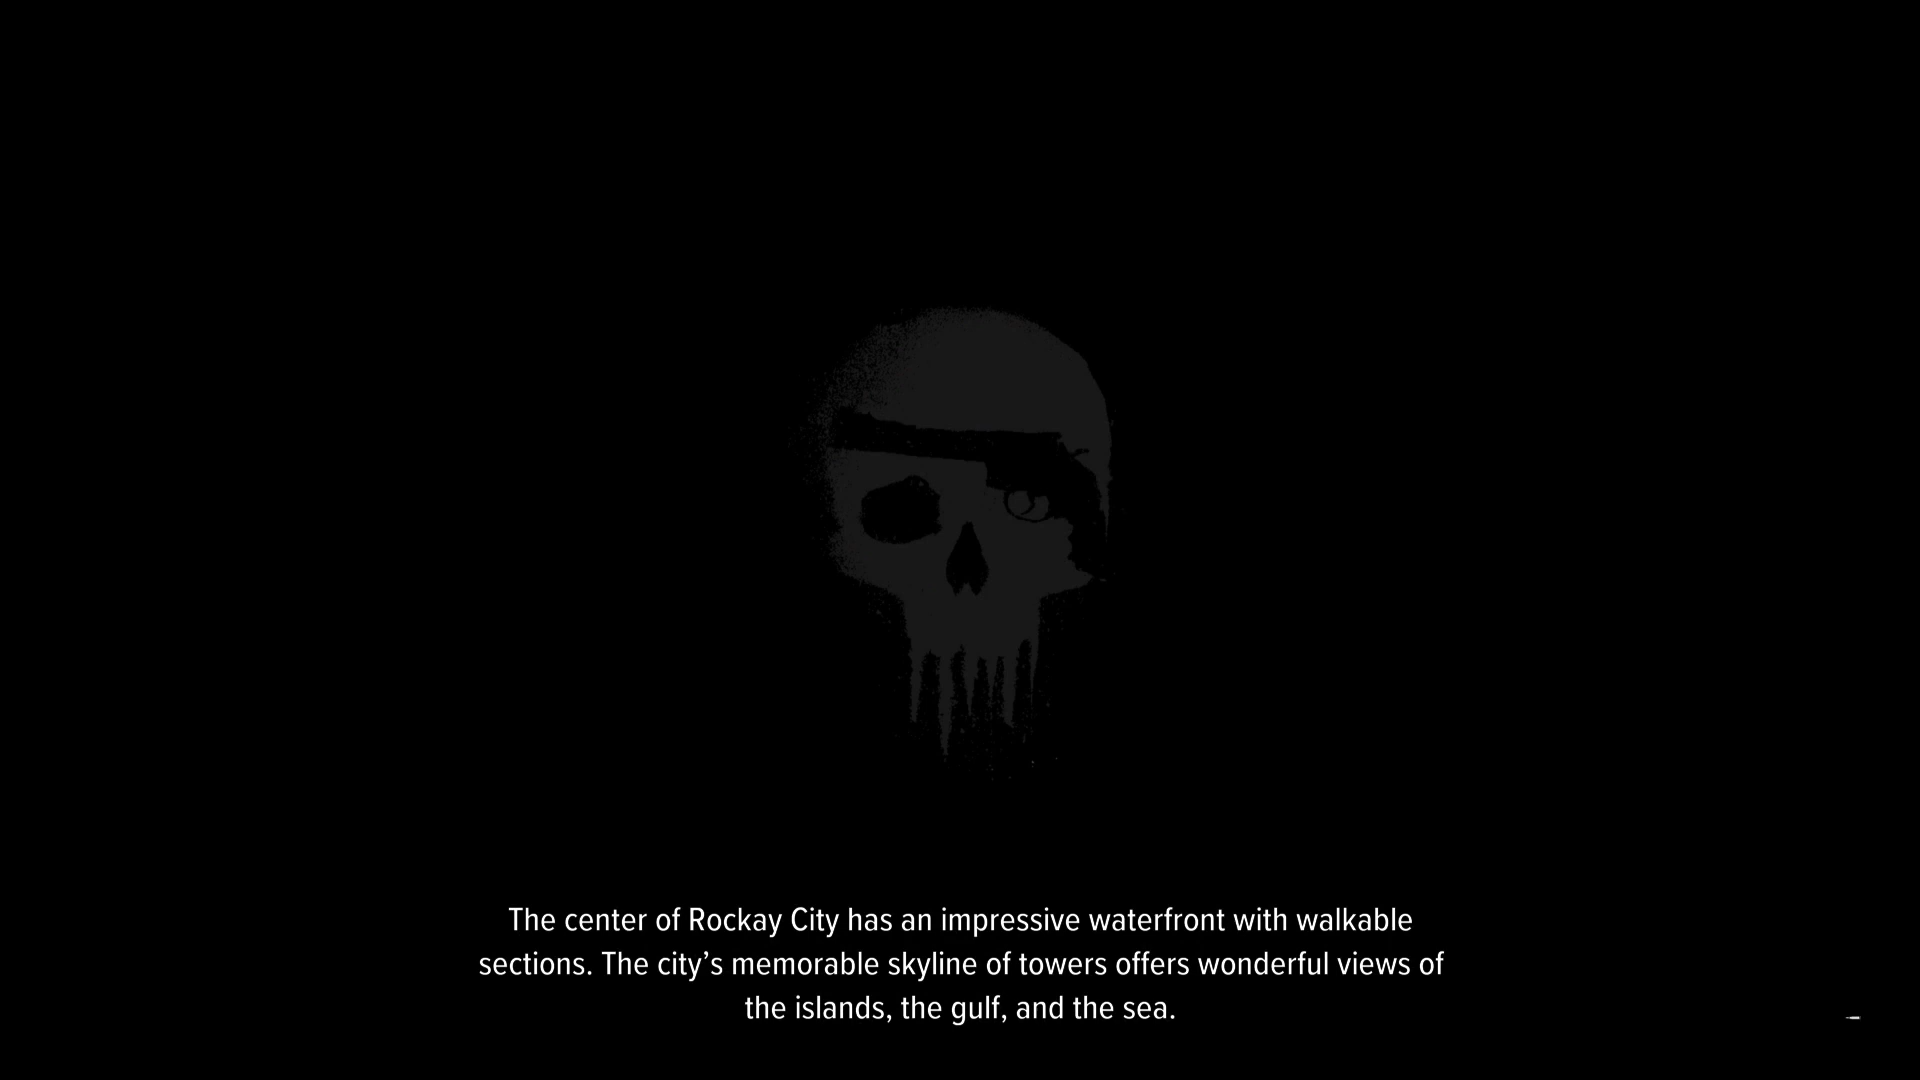 The center of Rockay City has an impressive waterfront with walkable
sections. The city’s memorable skyline of towers offers wonderful views of
the islands, the gulf, and the sea.